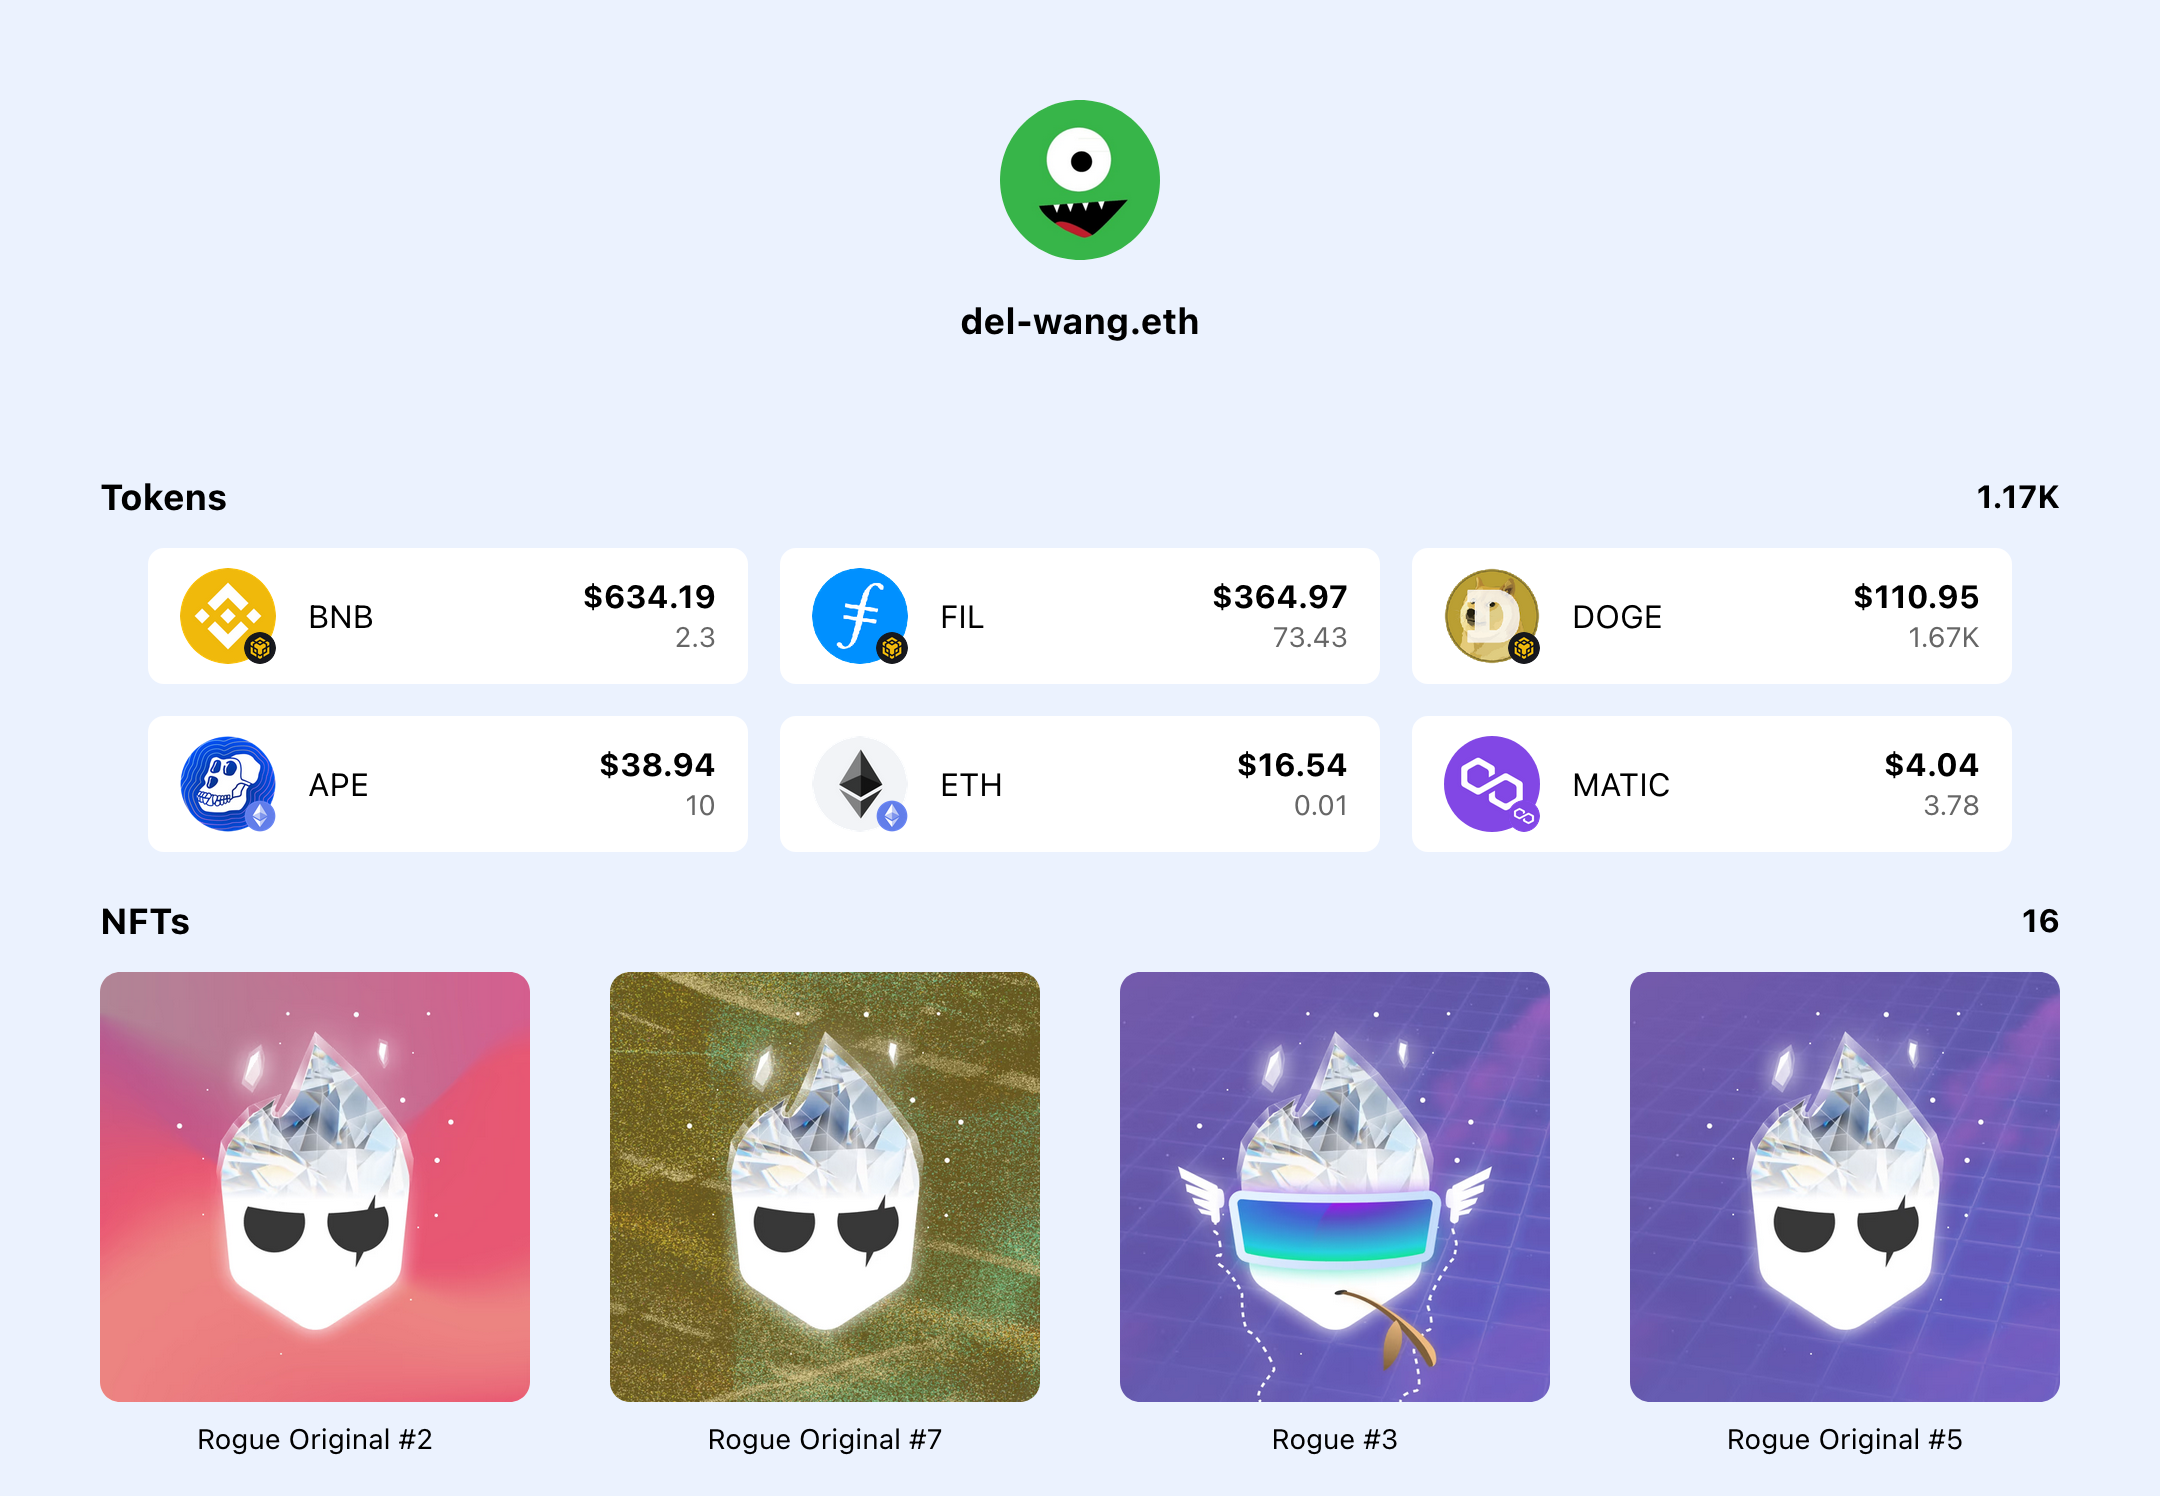 del-wang.eth
Tokens 1.17K
BNB $634.19
2.3
FIL $364.97
73.43
DOGE $110.95
1.67K
APE $38.94
10
ETH $16.54
0.01
MATIC $4.04
3.78
NFTs 16
Rogue Original #2
Rogue Original #7
Rogue #3
Rogue Original #5